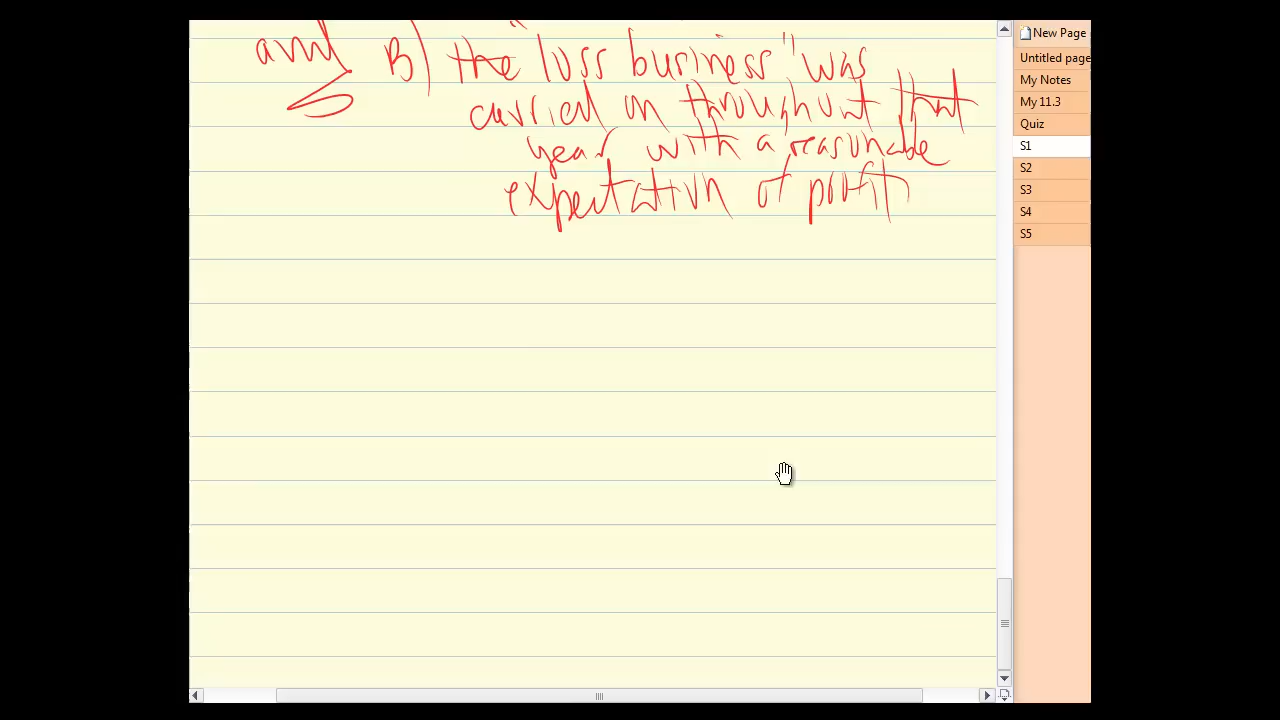 and B) the "loss business" was
carried on throughout that
year with a reasonable
expectation of profit
New Page
Untitled page
My Notes
My 11.3
Quiz
S1
S2
S3
S4
S5